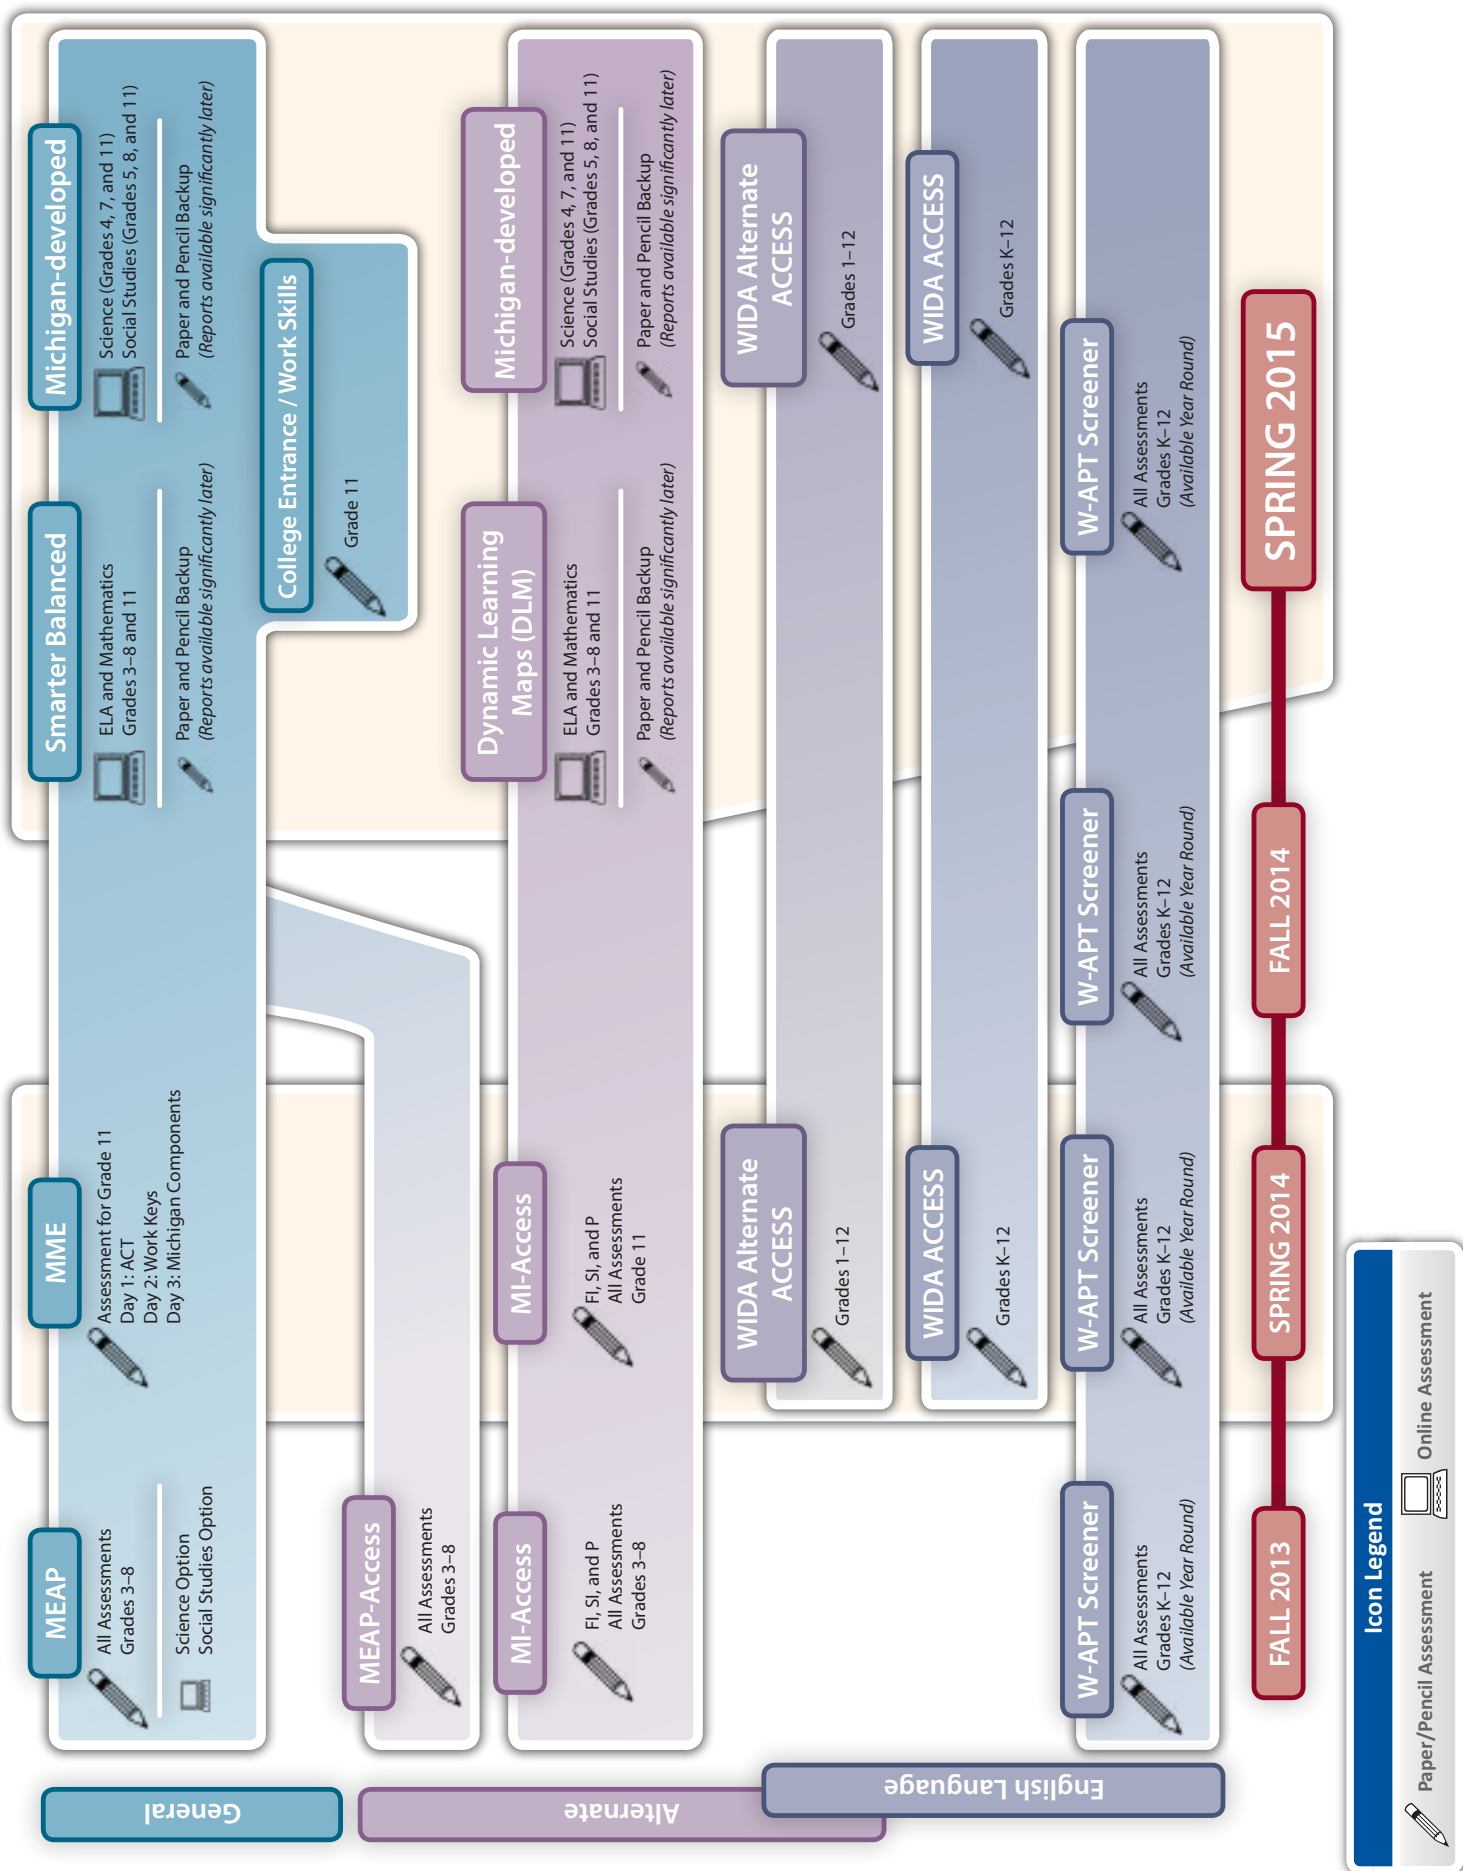 General
MEAP
All Assessments
Grades 3–8
Science Option
Social Studies Option
MME
Assessment for Grade 11
Day 1: ACT
Day 2: Work Keys
Day 3: Michigan Components
Smarter Balanced
ELA and Mathematics
Grades 3–8 and 11
Paper and Pencil Backup
(Reports available significantly later)
Michigan-developed
Science (Grades 4, 7, and 11)
Social Studies (Grades 5, 8, and 11)
Paper and Pencil Backup
(Reports available significantly later)
College Entrance / Work Skills
Grade 11
Alternate
MEAP-Access
All Assessments
Grades 3–8
MI-Access
FI, SI, and P
All Assessments
Grades 3–8
MI-Access
FI, SI, and P
All Assessments
Grade 11
Dynamic Learning
Maps (DLM)
ELA and Mathematics
Grades 3–8 and 11
Paper and Pencil Backup
(Reports available significantly later)
Michigan-developed
Science (Grades 4, 7, and 11)
Social Studies (Grades 5, 8, and 11)
Paper and Pencil Backup
(Reports available significantly later)
English Language
WIDA Alternate
ACCESS
Grades 1–12
WIDA Alternate
ACCESS
Grades 1–12
WIDA ACCESS
Grades K–12
WIDA ACCESS
Grades K–12
W-APT Screener
All Assessments
Grades K–12
(Available Year Round)
W-APT Screener
All Assessments
Grades K–12
(Available Year Round)
W-APT Screener
All Assessments
Grades K–12
(Available Year Round)
W-APT Screener
All Assessments
Grades K–12
(Available Year Round)
FALL 2013
SPRING 2014
FALL 2014
SPRING 2015
Icon Legend
Paper/Pencil Assessment
Online Assessment